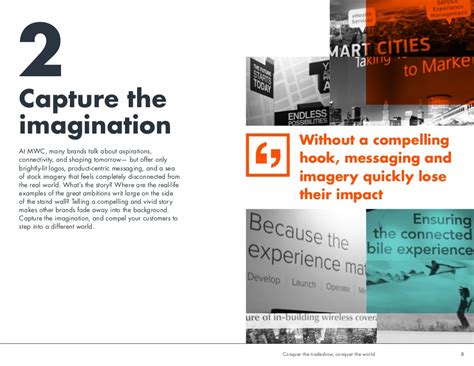 2
Capture the
imagination
At MWC, many brands talk about aspirations,
connectivity, and shaping tomorrow— but offer only
brightly-lit logos, product-centric messaging, and a sea
of stock imagery that feels completely disconnected from
the real world. What's the story? Where are the real-life
examples of the great ambitions writ large on the side
of the stand wall? Telling a compelling and vivid story
makes other brands fade away into the background.
Capture the imagination, and compel your customers to
step into a different world.
eHealth
Services
Service
Experience
Management
THE FUTURE
STARTS
TODAY
MART CITIES
Taking
to Marke
ENDLESS
POSSIBILITIES
Without a compelling
hook, messaging and
imagery quickly lose
their impact
Because the
experience mat
Develop | Launch | Operate
Ensuring
the connected
bile experience
ure of in-building wireless cover
Conquer the tradeshow, conquer the world
8